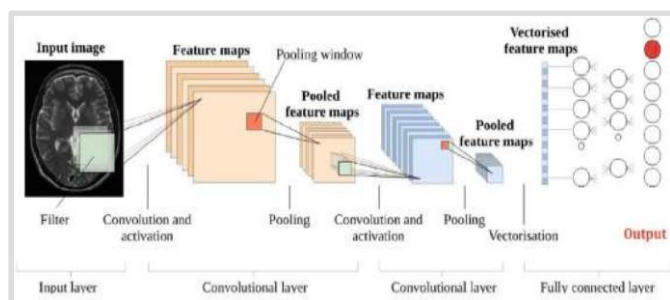 Input image
Feature maps
Pooling window
Pooled
feature maps
Feature maps
Pooled
feature maps
Vectorised
feature maps
Filter
Convolution and
activation
Pooling
Convolution and
activation
Pooling
Vectorisation
Output
Input layer
Convolutional layer
Convolutional layer
Fully connected layer